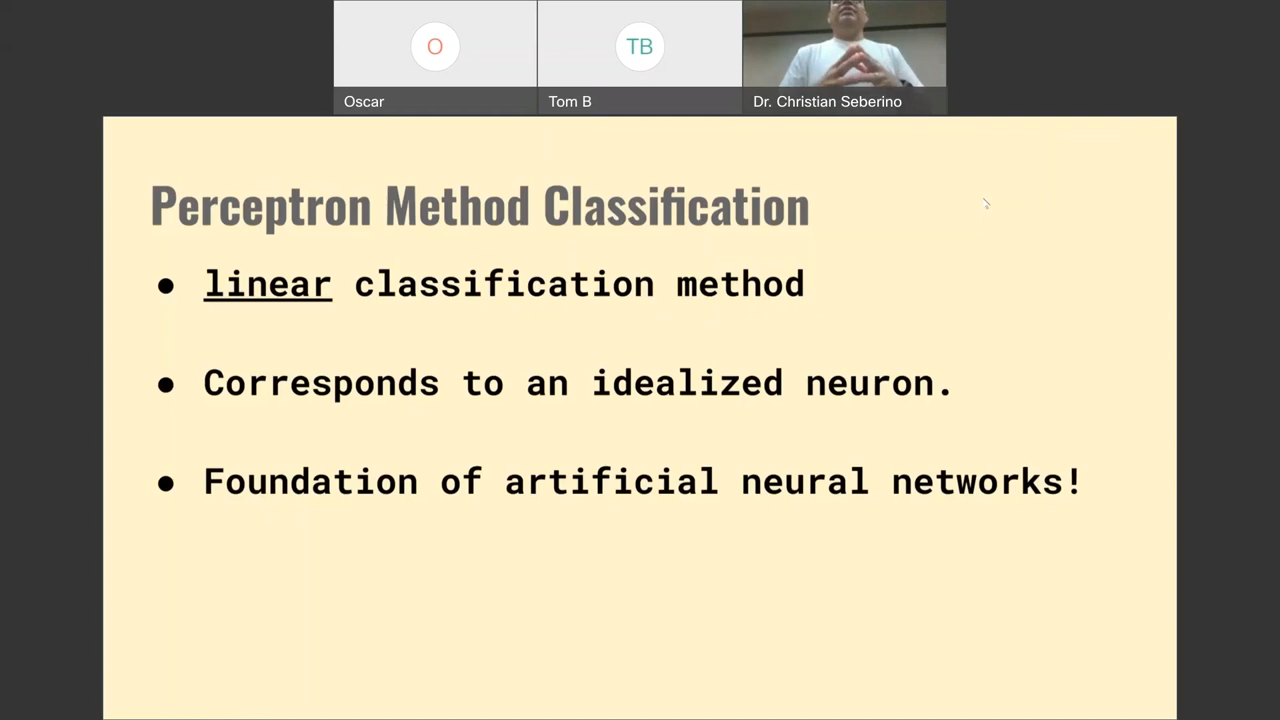 O
TB
Oscar
Tom B
Dr. Christian Seberino
Perceptron Method Classification
● linear classification method
● Corresponds to an idealized neuron.
● Foundation of artificial neural networks!